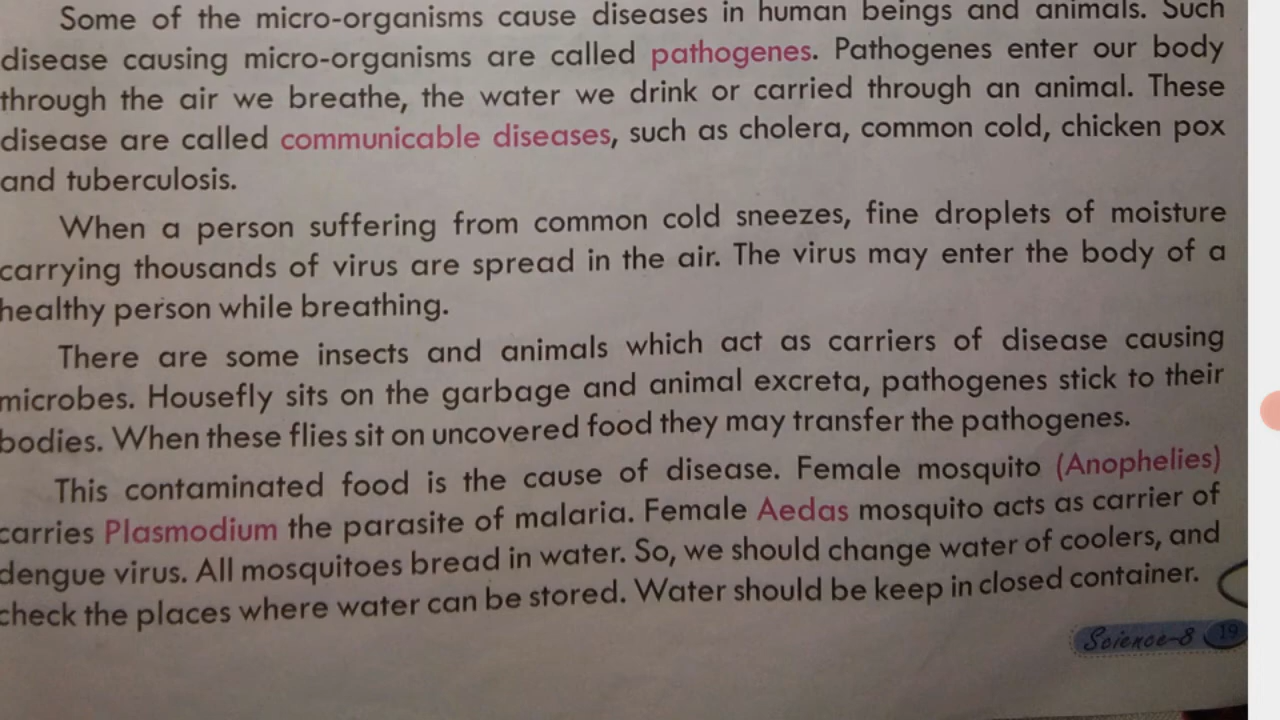 Some of the micro-organisms cause diseases in human beings and animals. Such
disease causing micro-organisms are called pathogenes. Pathogenes enter our body
through the air we breathe, the water we drink or carried through an animal. These
disease are called communicable diseases, such as cholera, common cold, chicken pox
and tuberculosis.
When a person suffering from common cold sneezes, fine droplets of moisture
carrying thousands of virus are spread in the air. The virus may enter the body of a
healthy person while breathing.
There are some insects and animals which act as carriers of disease causing
microbes. Housefly sits on the garbage and animal excreta, pathogenes stick to their
bodies. When these flies sit on uncovered food they may transfer the pathogenes.
This contaminated food is the cause of disease. Female mosquito (Anophelies)
carries Plasmodium the parasite of malaria. Female Aedas mosquito acts as carrier of
dengue virus. All mosquitoes bread in water. So, we should change water of coolers, and
check the places where water can be stored. Water should be keep in closed container.
Science-8 19